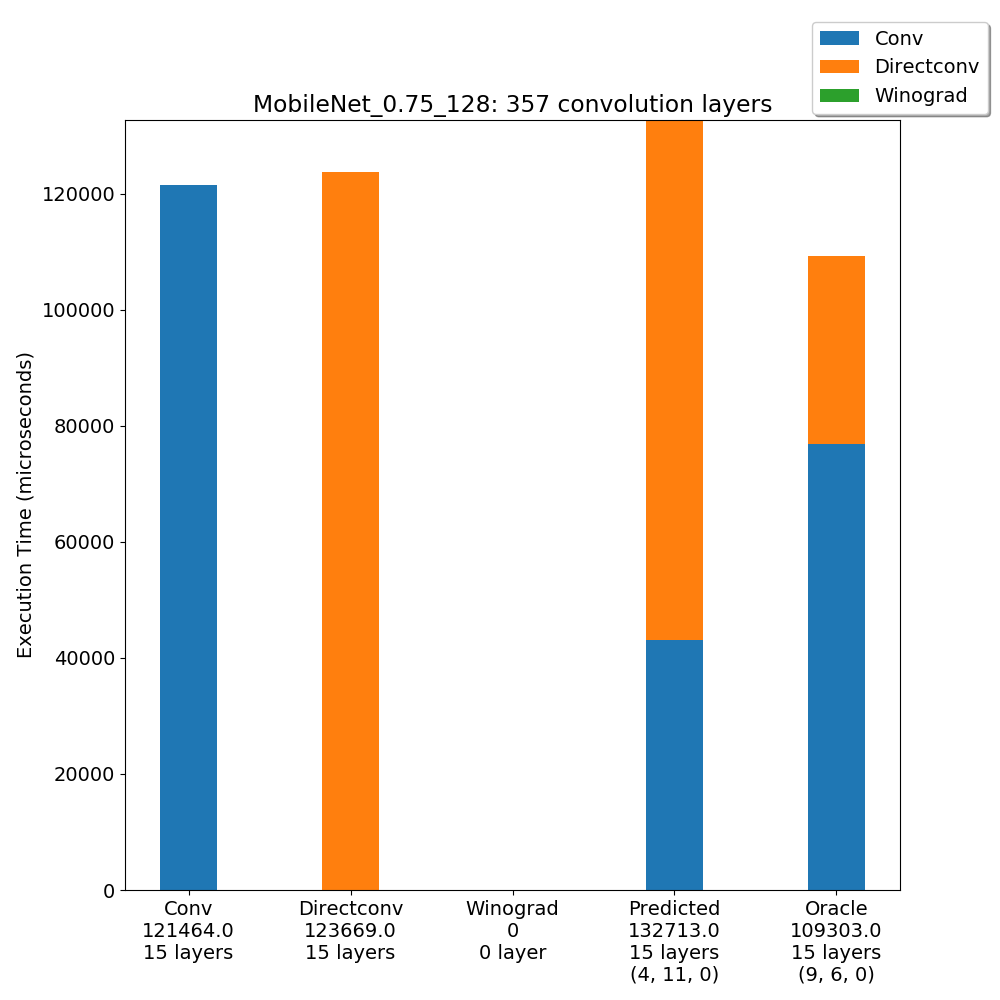 Conv
Directconv
Winograd
MobileNet_0.75_128: 357 convolution layers
Execution Time (microseconds)
120000
100000
80000
60000
40000
20000
0
Conv
121464.0
15 layers
Directconv
123669.0
15 layers
Winograd
0
0 layer
Predicted
132713.0
15 layers
(4, 11, 0)
Oracle
109303.0
15 layers
(9, 6, 0)